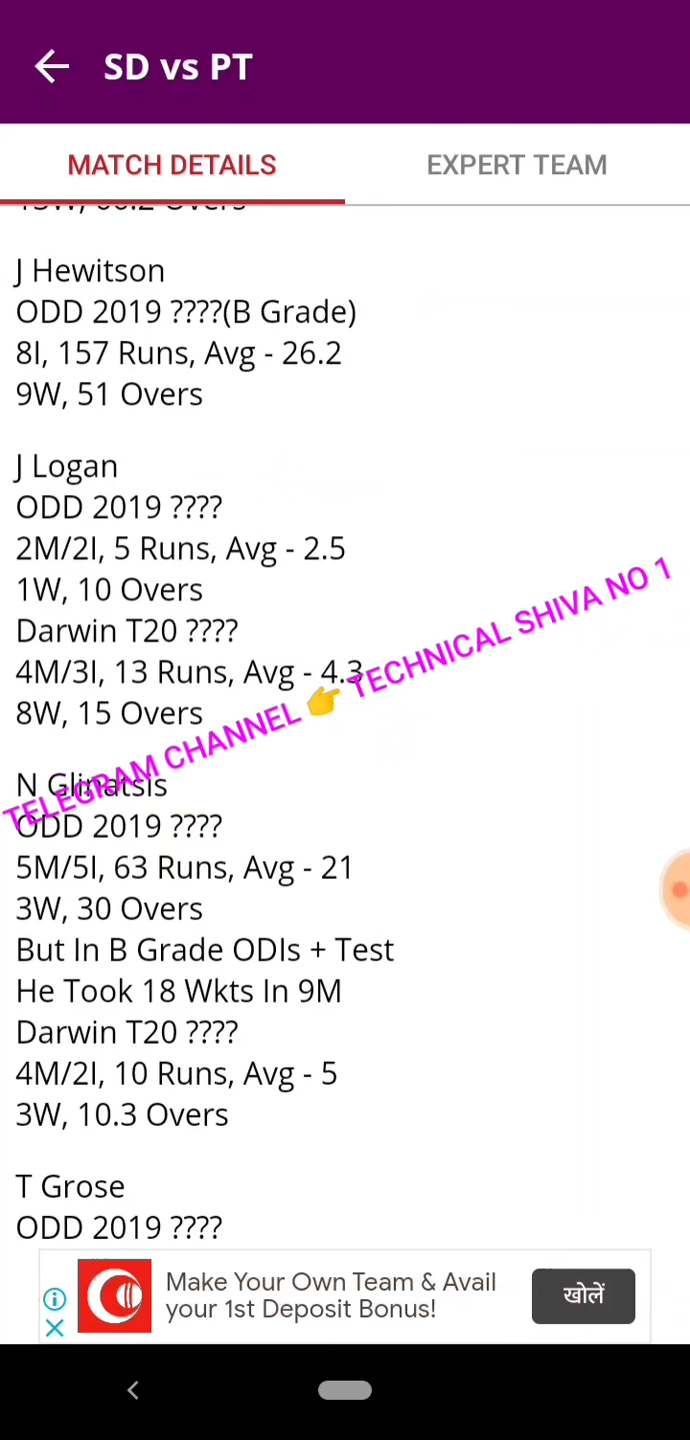 SD vs PT
MATCH DETAILS
EXPERT TEAM
J Hewitson
ODD 2019 ????(B Grade)
8I, 157 Runs, Avg - 26.2
9W, 51 Overs
J Logan
ODD 2019 ????
2M/2I, 5 Runs, Avg - 2.5
1W, 10 Overs
Darwin T20 ????
4M/3I, 13 Runs, Avg - 4.3
8W, 15 Overs
TELEGRAM CHANNEL 👉 TECHNICAL SHIVA NO 1
N Glinatsis
ODD 2019 ????
5M/5I, 63 Runs, Avg - 21
3W, 30 Overs
But In B Grade ODIs + Test
He Took 18 Wkts In 9M
Darwin T20 ????
4M/2I, 10 Runs, Avg - 5
3W, 10.3 Overs
T Grose
ODD 2019 ????
Make Your Own Team & Avail
your 1st Deposit Bonus!
खोलें